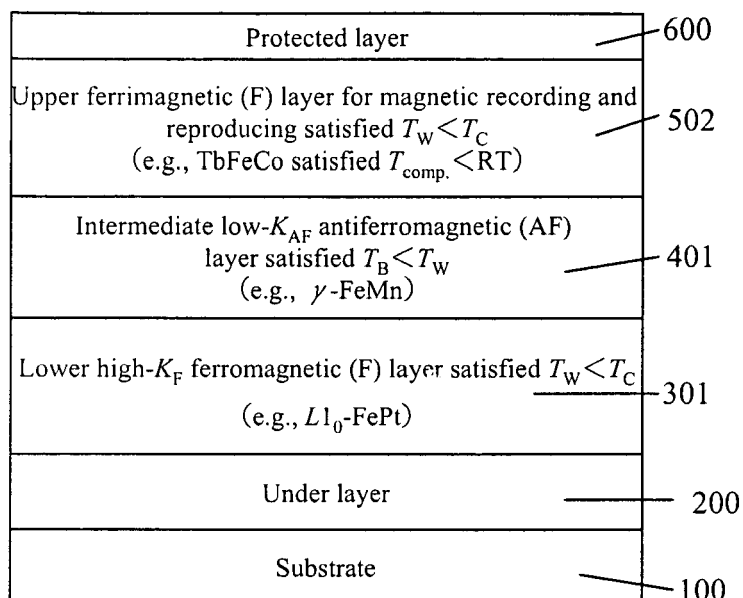 Protected layer
600
Upper ferrimagnetic (F) layer for magnetic recording and
reproducing satisfied T_W<T_C
(e.g., TbFeCo satisfied T_comp.<RT)
502
Intermediate low-K_AF antiferromagnetic (AF)
layer satisfied T_B<T_W
(e.g., γ-FeMn)
401
Lower high-K_F ferromagnetic (F) layer satisfied T_W<T_C
(e.g., L1_0-FePt)
301
Under layer
200
Substrate
100